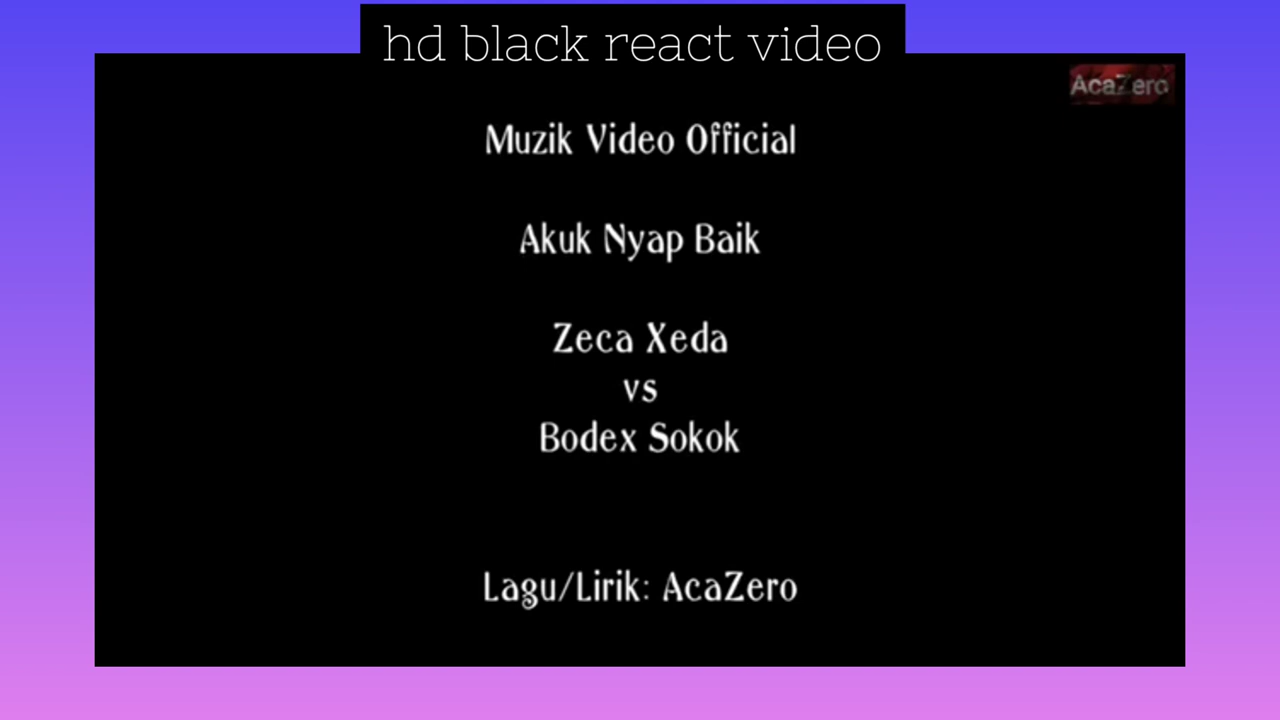 hd black react video
AcaZero
Muzik Video Official
Akuk Nyap Baik
Zeca Xeda
vs
Bodex Sokok
Lagu/Lirik: AcaZero